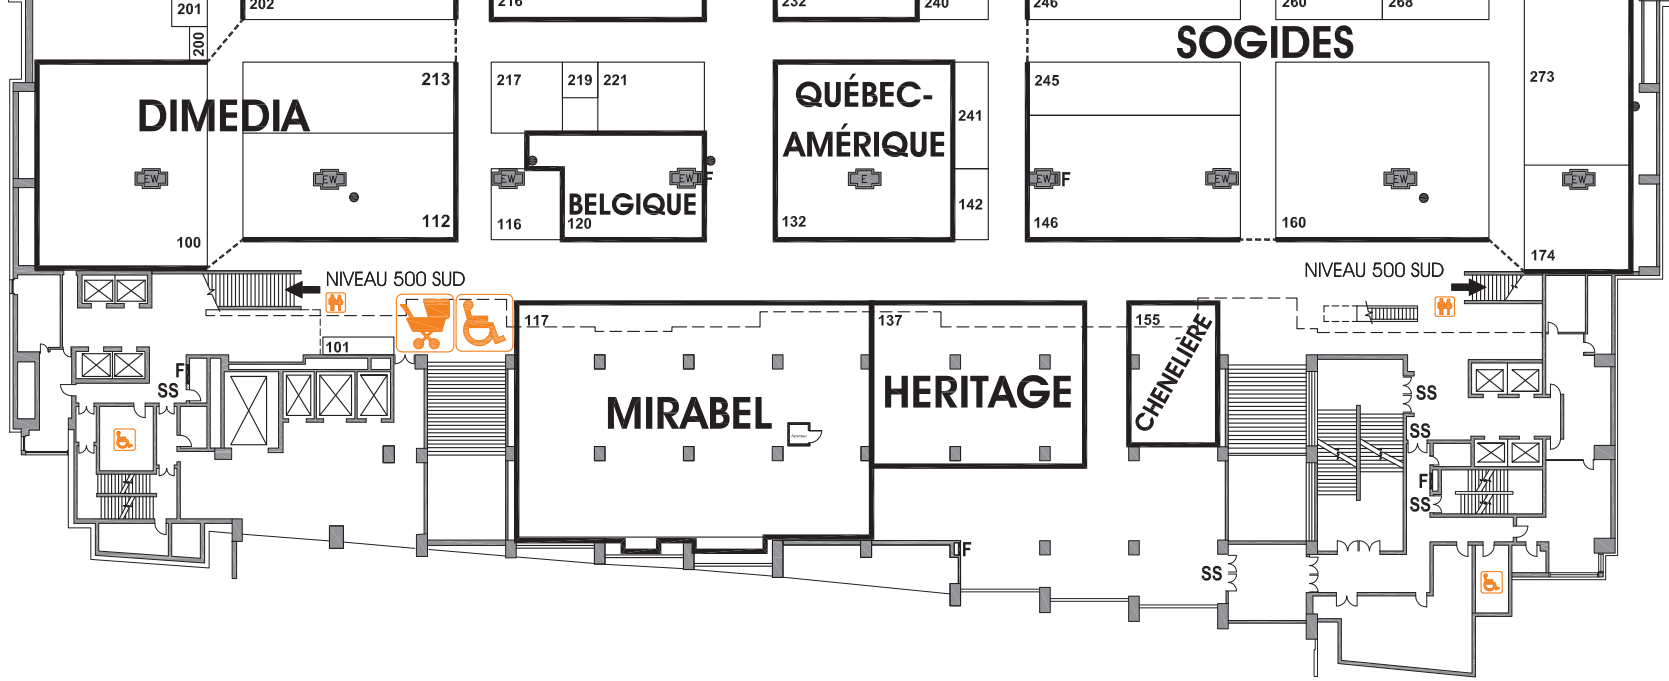 201
202
216
232
240
246
260
268
200
SOGIDES
213
217
219
221
QUÉBEC-
AMÉRIQUE
241
245
273
DIMEDIA
EW
EW
EW
EW
F
E
EW
F
EW
EW
EW
BELGIQUE
100
112
116
120
132
142
146
160
174
NIVEAU 500 SUD
NIVEAU 500 SUD
117
137
155
101
CHENELIÈRE
F
SS
MIRABEL
HERITAGE
SS
SS
F
SS
F
SS